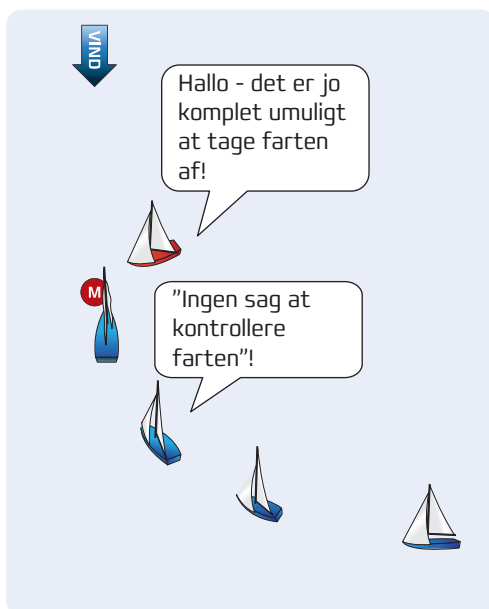 VIND
Hallo - det er jo
komplet umuligt
at tage farten
af!
M
"Ingen sag at
kontrollere
farten"!